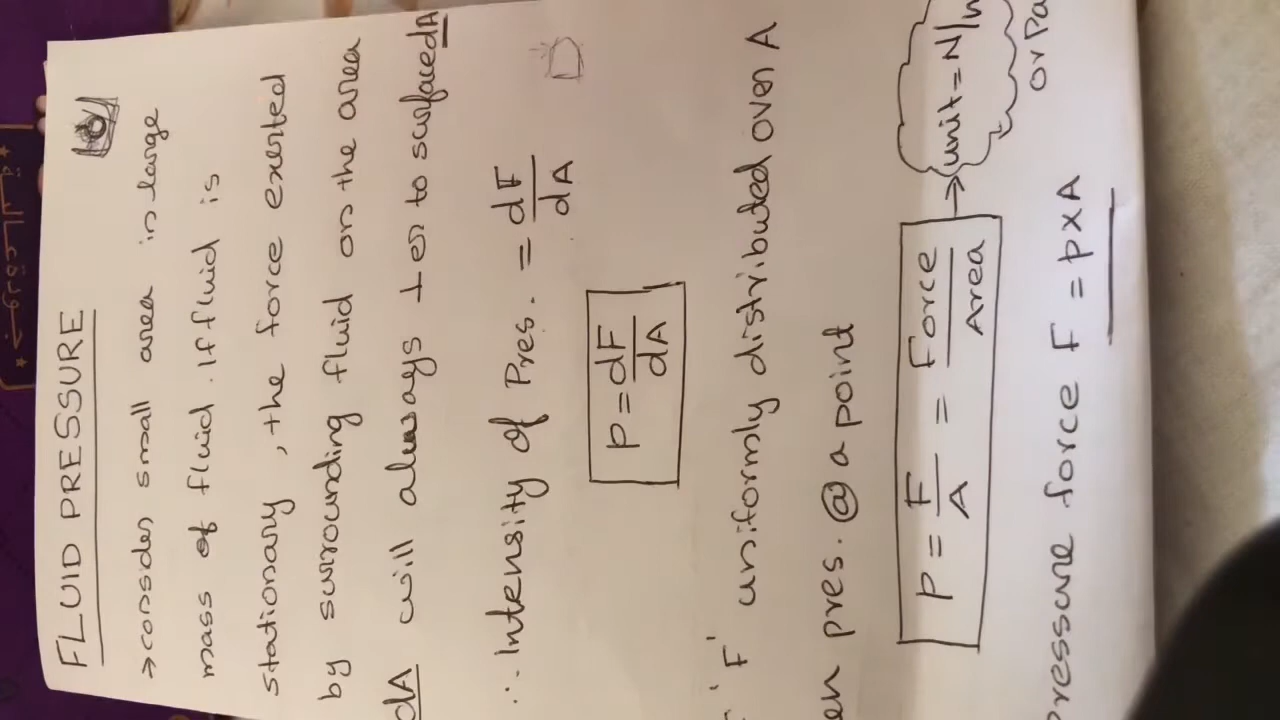 FLUID PRESSURE
→ consider small area in large
mass of fluid. If fluid is
stationary, the force exerted
by surrounding fluid on the area
dA will always ⊥er to surface dA
∴ Intensity of Pres. = dF/dA
P = dF/dA
'F' uniformly distributed over A
pres. @ a point
P = F/A = Force/Area → unit = N/
or Pa
pressure force F = P×A
★ جودة عالية ★